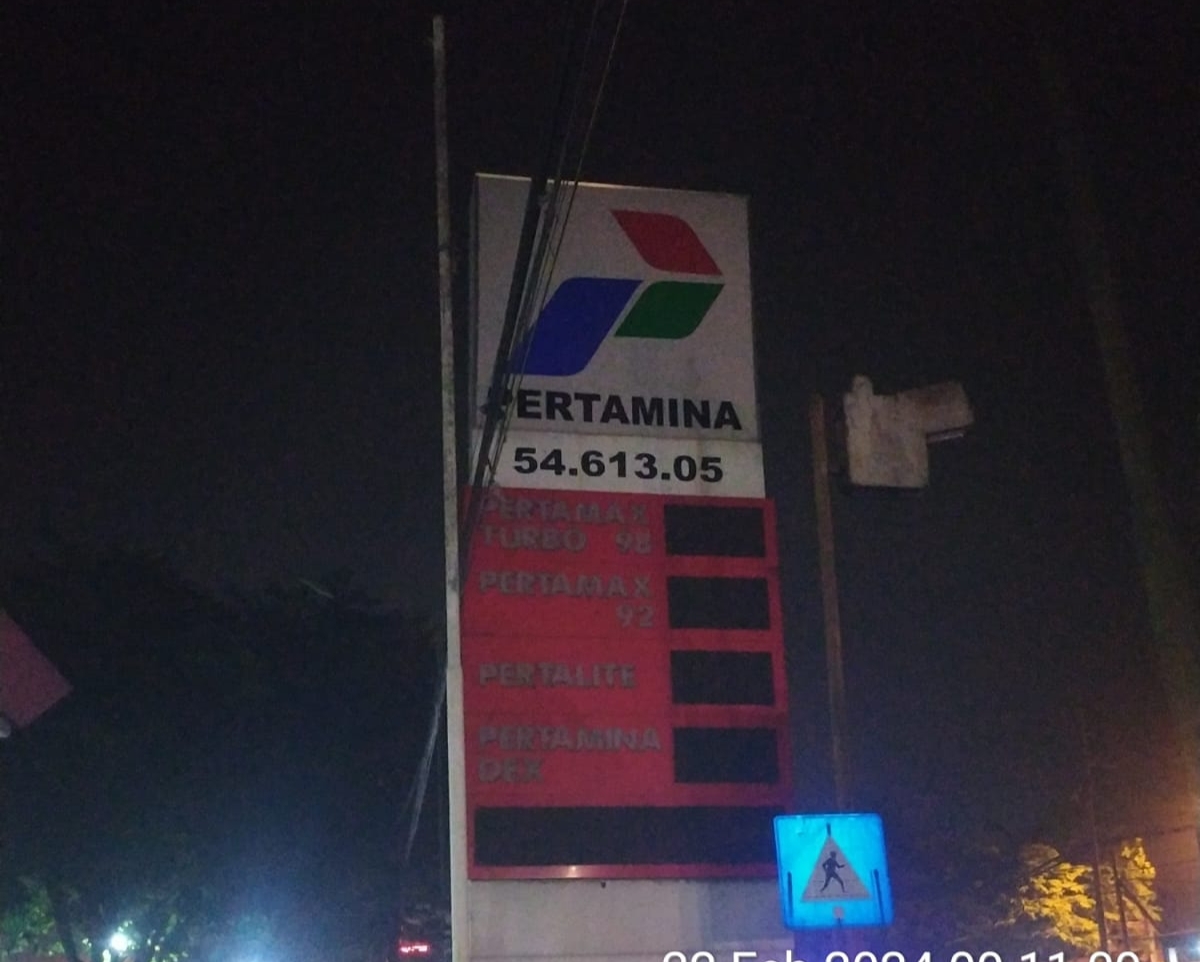 PERTAMINA
54.613.05
PERTAMAX
TURBO 98
PERTAMAX
92
PERTALITE
PERTAMINA
DEX